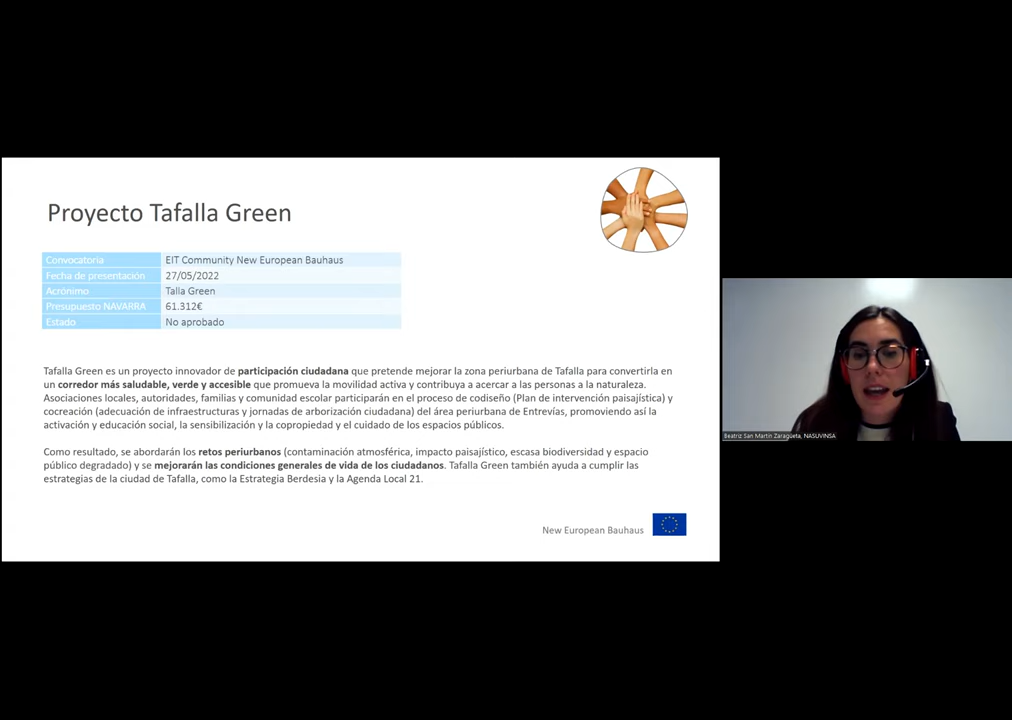 Proyecto Tafalla Green
Convocatoria EIT Community New European Bauhaus
Fecha de presentación 27/05/2022
Acrónimo Talla Green
Presupuesto NAVARRA 61.312€
Estado No aprobado
Tafalla Green es un proyecto innovador de participación ciudadana que pretende mejorar la zona periurbana de Tafalla para convertirla en
un corredor más saludable, verde y accesible que promueva la movilidad activa y contribuya a acercar a las personas a la naturaleza.
Asociaciones locales, autoridades, familias y comunidad escolar participarán en el proceso de codiseño (Plan de intervención paisajística) y
cocreación (adecuación de infraestructuras y jornadas de arborización ciudadana) del área periurbana de Entrevías, promoviendo así la
activación y educación social, la sensibilización y la copropiedad y el cuidado de los espacios públicos.
Como resultado, se abordarán los retos periurbanos (contaminación atmosférica, impacto paisajístico, escasa biodiversidad y espacio
público degradado) y se mejorarán las condiciones generales de vida de los ciudadanos. Tafalla Green también ayuda a cumplir las
estrategias de la ciudad de Tafalla, como la Estrategia Berdesia y la Agenda Local 21.
New European Bauhaus
Beatriz San Martín Zaragüeta, NASUVINSA